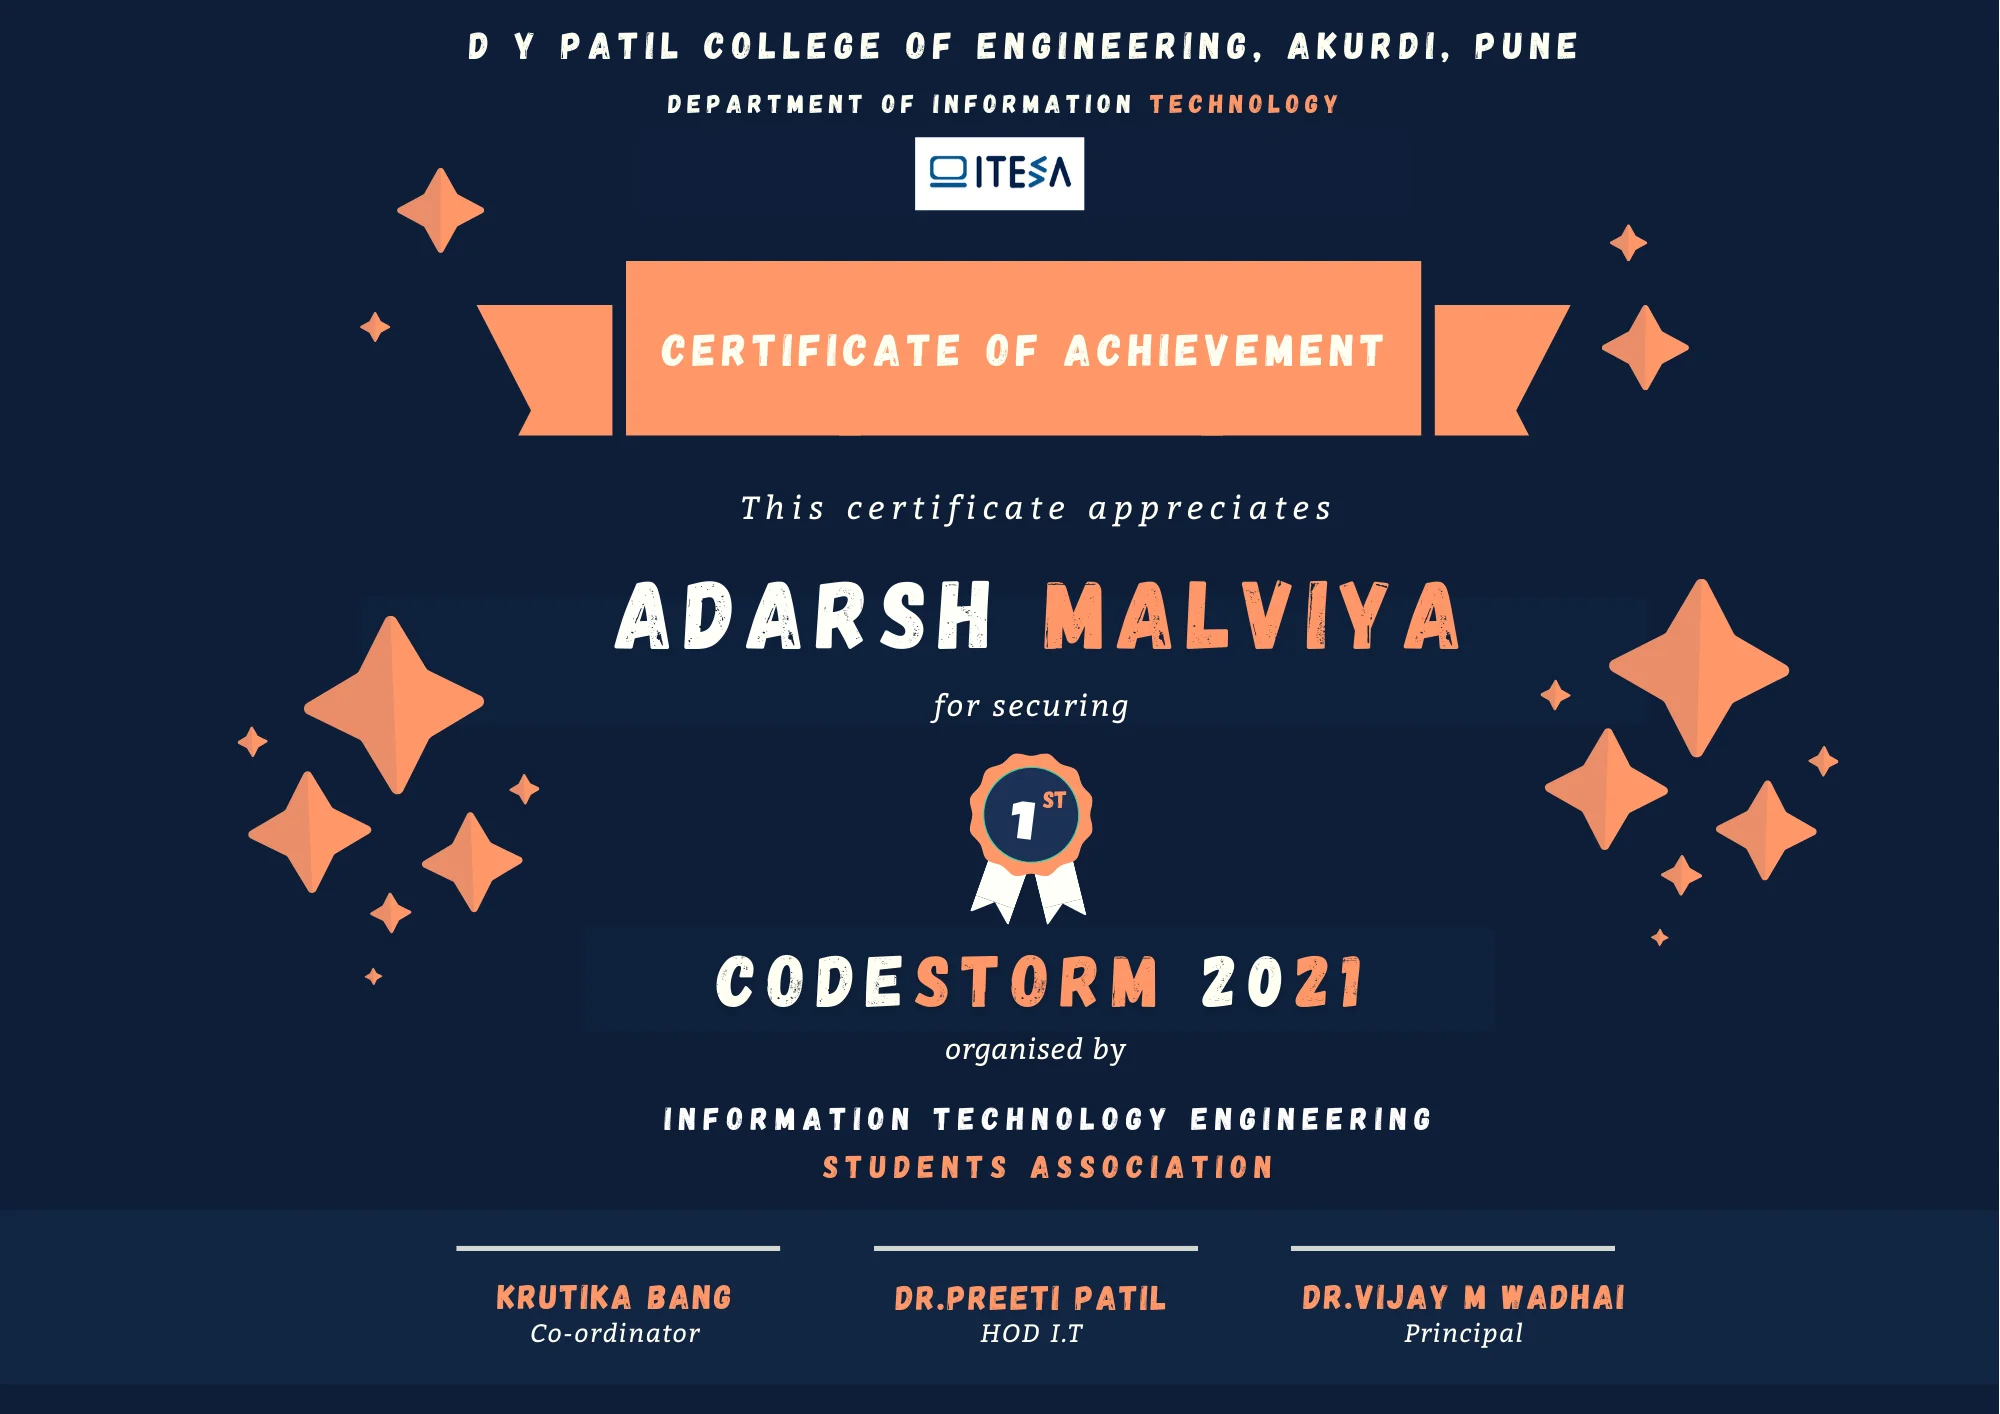 D Y PATIL COLLEGE OF ENGINEERING, AKURDI, PUNE
DEPARTMENT OF INFORMATION TECHNOLOGY
ITESA
CERTIFICATE OF ACHIEVEMENT
This certificate appreciates
ADARSH MALVIYA
for securing
1ST
CODESTORM 2021
organised by
INFORMATION TECHNOLOGY ENGINEERING
STUDENTS ASSOCIATION
KRUTIKA BANG DR.PREETI PATIL DR.VIJAY M WADHAI
Co-ordinator HOD I.T Principal